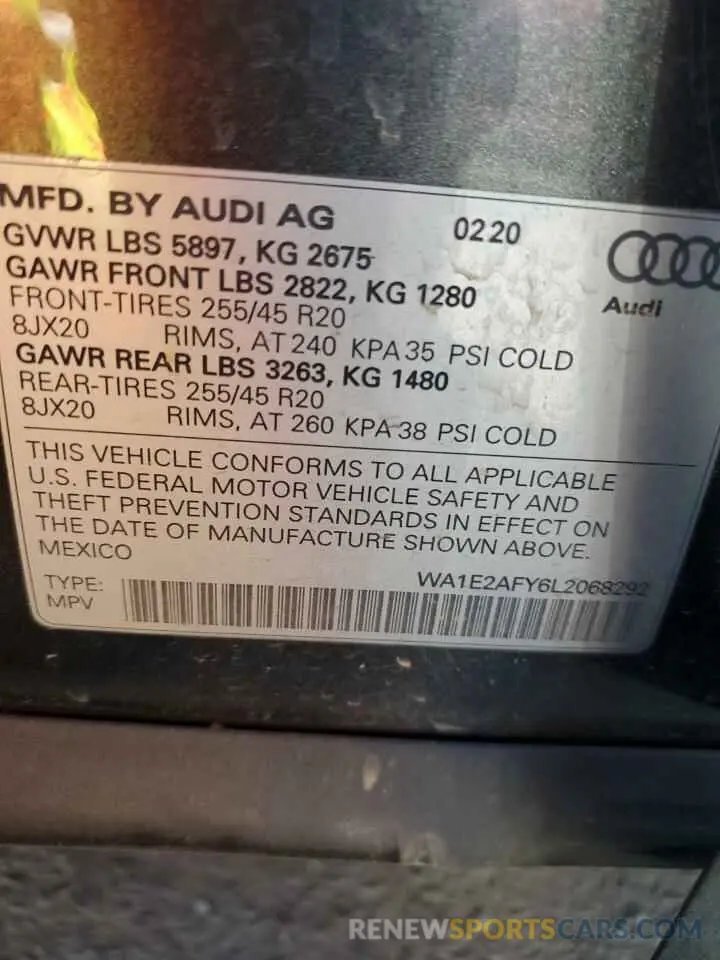 MFD. BY AUDI AG 02 20
GVWR LBS 5897, KG 2675
GAWR FRONT LBS 2822, KG 1280
Audi
FRONT-TIRES 255/45 R20
8JX20 RIMS, AT 240 KPA 35 PSI COLD
GAWR REAR LBS 3263, KG 1480
REAR-TIRES 255/45 R20
8JX20 RIMS, AT 260 KPA 38 PSI COLD
THIS VEHICLE CONFORMS TO ALL APPLICABLE
U.S. FEDERAL MOTOR VEHICLE SAFETY AND
THEFT PREVENTION STANDARDS IN EFFECT ON
THE DATE OF MANUFACTURE SHOWN ABOVE.
MEXICO
WA1E2AFY6L2068292
TYPE:
MPV
RENEWSPORTSCARS.COM